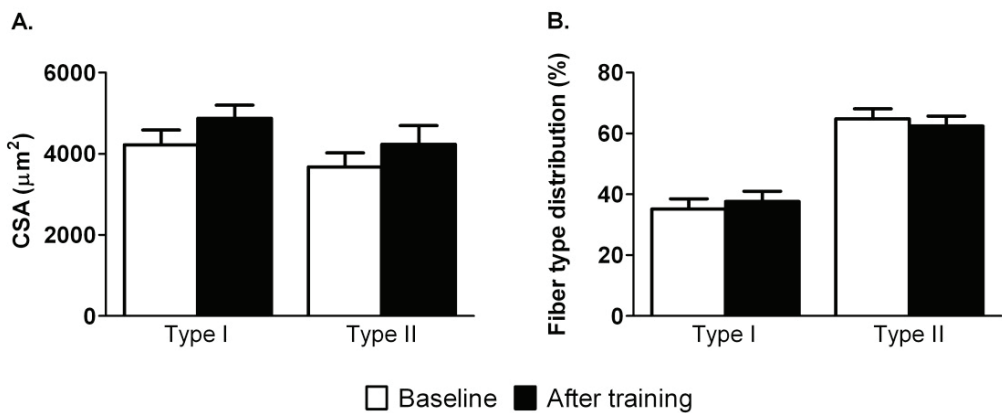 A.
CSA (μm²)
6000
4000
2000
0
Type I
Type II
B.
Fiber type distribution (%)
80
60
40
20
0
Type I
Type II
Baseline
After training